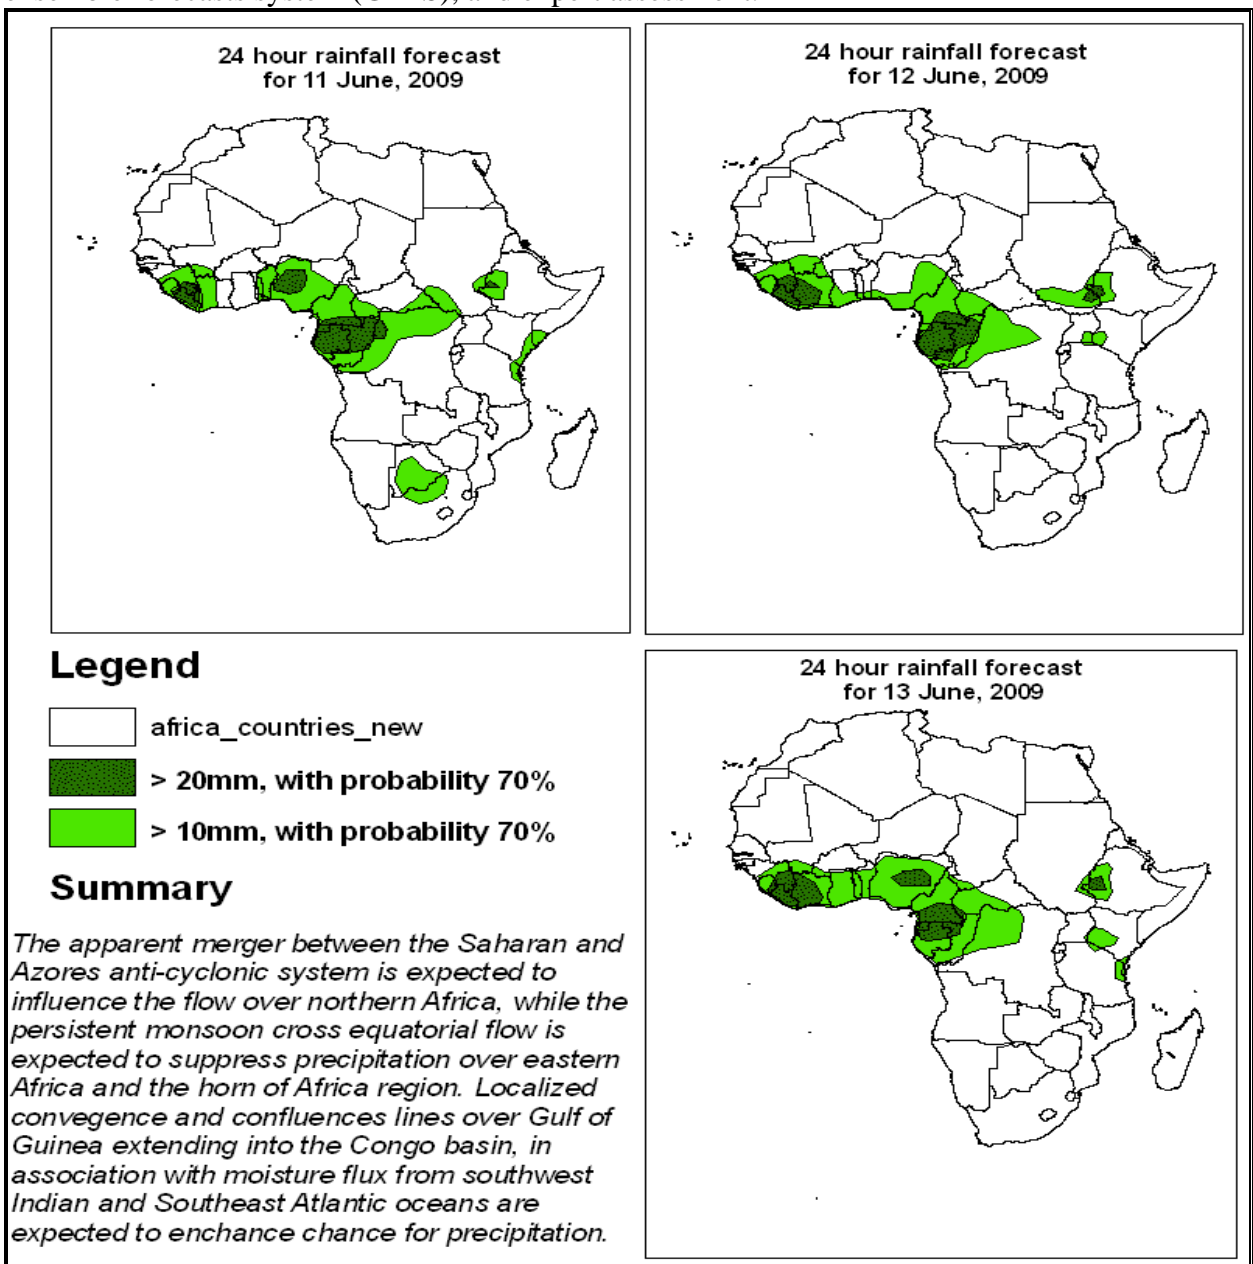 24 hour rainfall forecast
for 11 June, 2009
24 hour rainfall forecast
for 12 June, 2009
Legend
africa_countries_new
> 20mm, with probability 70%
> 10mm, with probability 70%
24 hour rainfall forecast
for 13 June, 2009
Summary
The apparent merger between the Saharan and
Azores anti-cyclonic system is expected to
influence the flow over northern Africa, while the
persistent monsoon cross equatorial flow is
expected to suppress precipitation over eastern
Africa and the horn of Africa region. Localized
convegence and confluences lines over Gulf of
Guinea extending into the Congo basin, in
association with moisture flux from southwest
Indian and Southeast Atlantic oceans are
expected to enchance chance for precipitation.